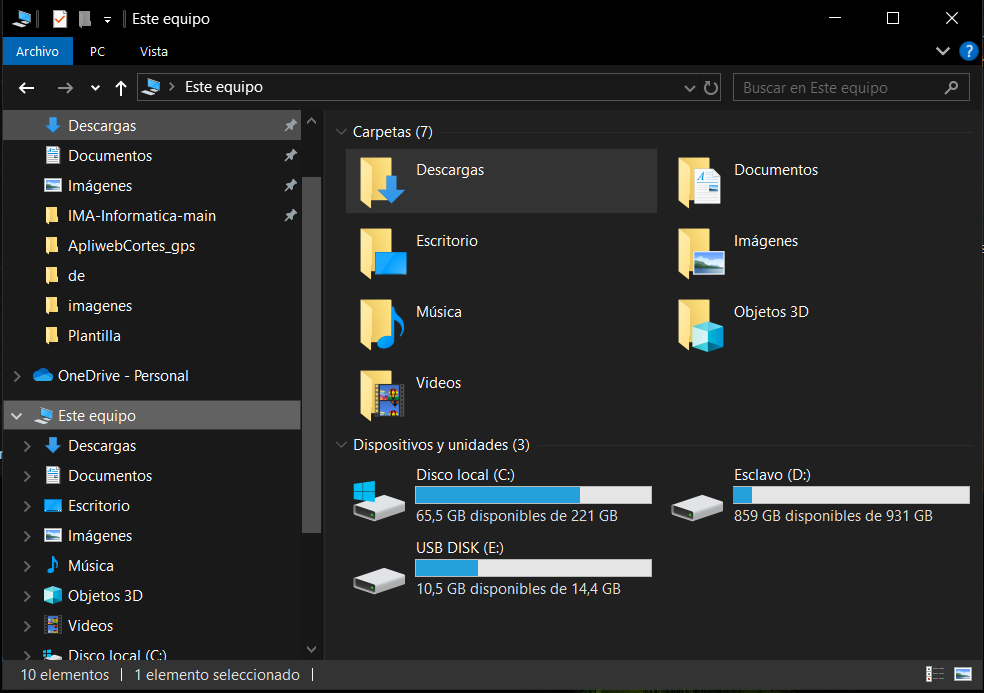 Este equipo
Archivo PC Vista
Este equipo
Buscar en Este equipo
Descargas
Documentos
Imágenes
IMA-Informatica-main
ApliwebCortes_gps
de
imagenes
Plantilla
OneDrive - Personal
Este equipo
Descargas
Documentos
Escritorio
Imágenes
Música
Objetos 3D
Videos
Disco local (C:)
Carpetas (7)
Descargas
Documentos
Escritorio
Imágenes
Música
Objetos 3D
Videos
Dispositivos y unidades (3)
Disco local (C:)
65,5 GB disponibles de 221 GB
Esclavo (D:)
859 GB disponibles de 931 GB
USB DISK (E:)
10,5 GB disponibles de 14,4 GB
10 elementos
1 elemento seleccionado